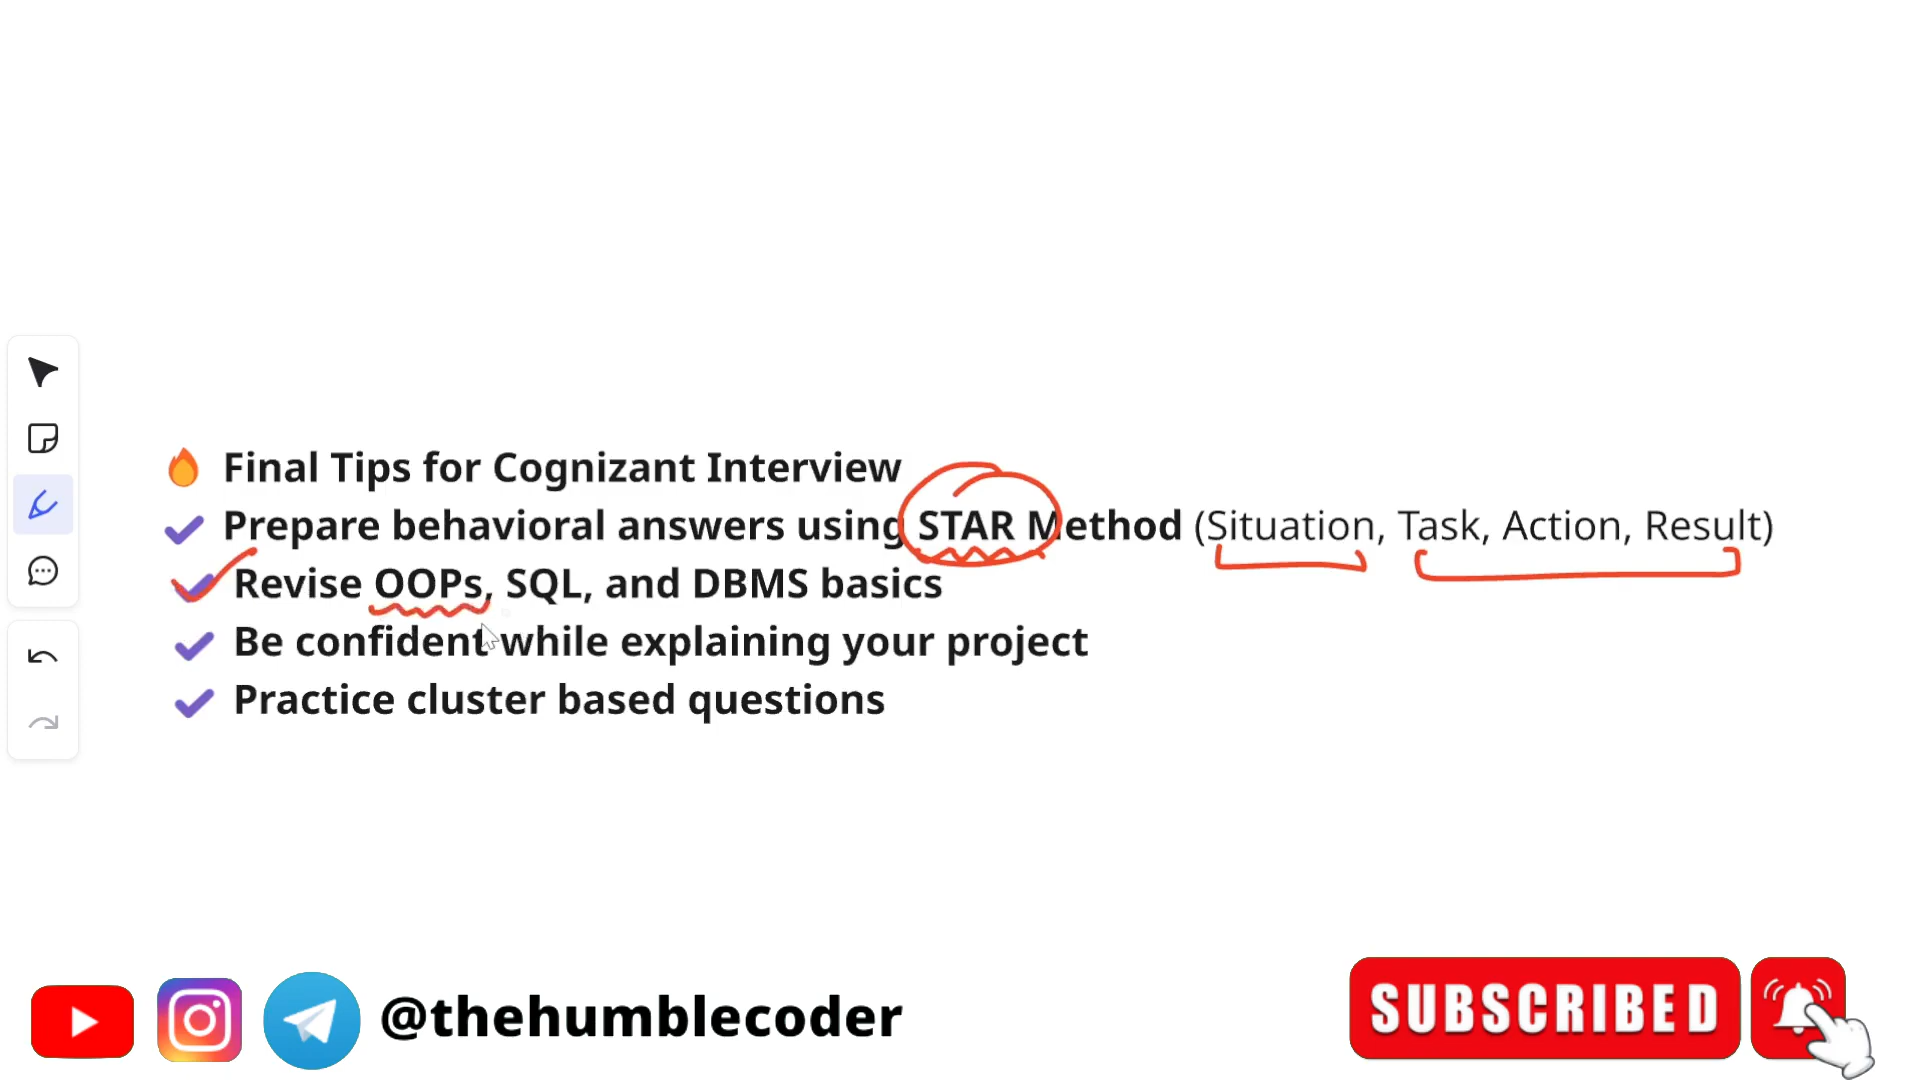 Final Tips for Cognizant Interview
Prepare behavioral answers using STAR Method (Situation, Task, Action, Result)
Revise OOPs, SQL, and DBMS basics
Be confident while explaining your project
Practice cluster based questions
@thehumblecoder
SUBSCRIBED